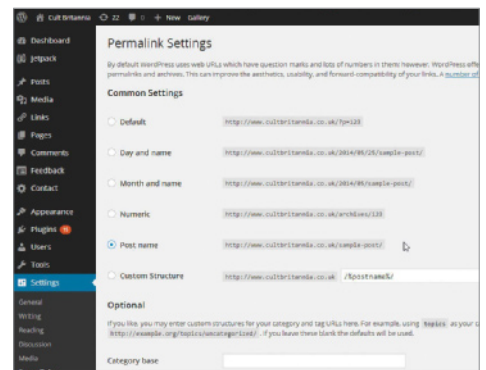 Cult Britannia 22 0 + New Gallery
Dashboard
Jetpack
Posts
Media
Links
Pages
Comments
Feedback
Contact
Appearance
Plugins
Users
Tools
Settings
General
Writing
Reading
Discussion
Media
Permalink Settings
By default WordPress uses web URLs which have question marks and lots of numbers in them; however, WordPress offe
permalinks and archives. This can improve the aesthetics, usability, and forward-compatibility of your links. A number of
Common Settings
Default http://www.cultbritannia.co.uk/?p=123
Day and name http://www.cultbritannia.co.uk/2014/09/26/sample-post/
Month and name http://www.cultbritannia.co.uk/2014/09/sample-post/
Numeric http://www.cultbritannia.co.uk/archives/123
Post name http://www.cultbritannia.co.uk/sample-post/
Custom Structure http://www.cultbritannia.co.uk /%postname%/
Optional
If you like, you may enter custom structures for your category and tag URLs here. For example, using topics as your c
http://example.org/topics/uncategorized/ . If you leave these blank the defaults will be used.
Category base